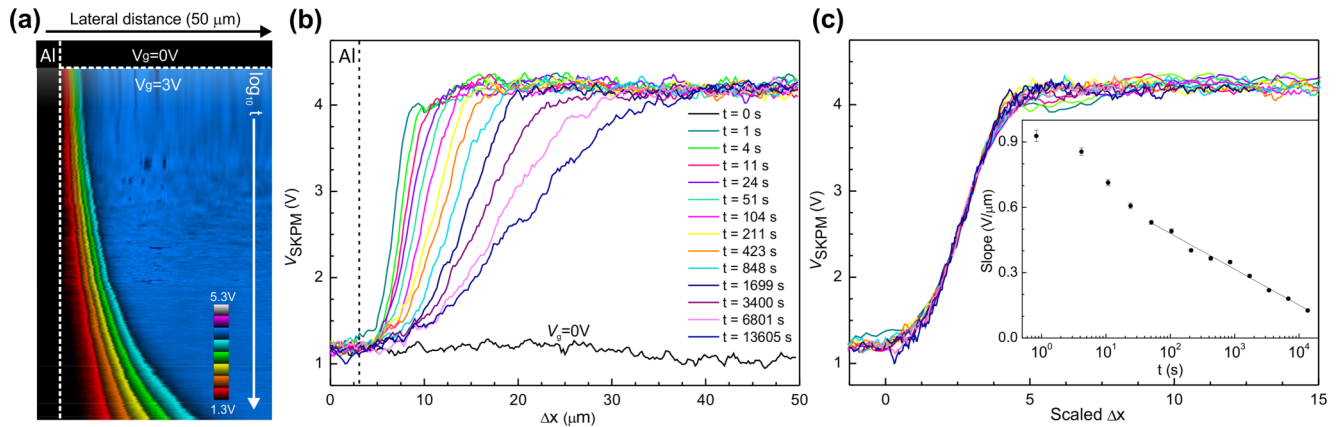 (a)
Lateral distance (50 μm)
Al
Vg=0V
Vg=3V
log10 t
5.3V
1.3V
(b)
Al
VSKPM (V)
4
3
2
1
t = 0 s
t = 1 s
t = 4 s
t = 11 s
t = 24 s
t = 51 s
t = 104 s
t = 211 s
t = 423 s
t = 848 s
t = 1699 s
t = 3400 s
t = 6801 s
t = 13605 s
Vg=0V
0 10 20 30 40 50
Δx (μm)
(c)
VSKPM (V)
4
3
2
1
Slope (V/μm)
0.9
0.6
0.3
0.0
10^0 10^1 10^2 10^3 10^4
t (s)
0 5 10 15
Scaled Δx